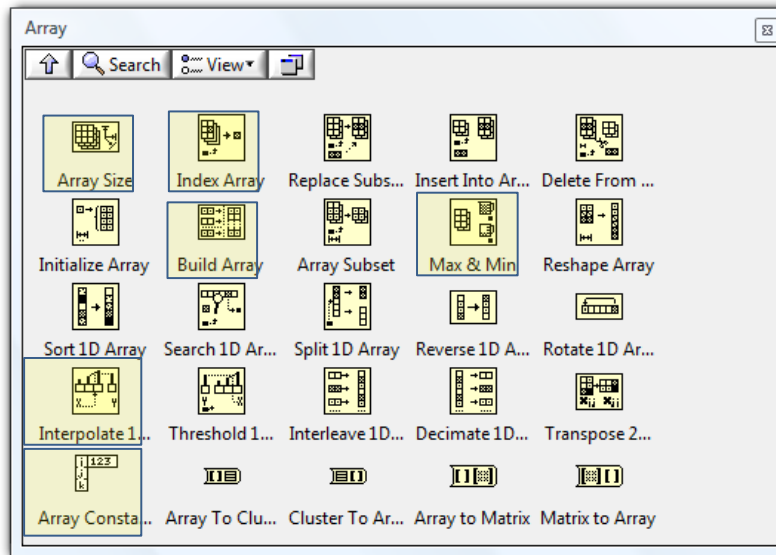 Array
Search View
Array Size Index Array Replace Subs... Insert Into Ar... Delete From ...
Initialize Array Build Array Array Subset Max & Min Reshape Array
Sort 1D Array Search 1D Ar... Split 1D Array Reverse 1D A... Rotate 1D Ar...
Interpolate 1... Threshold 1... Interleave 1D... Decimate 1D... Transpose 2...
Array Consta... Array To Clu... Cluster To Ar... Array to Matrix Matrix to Array